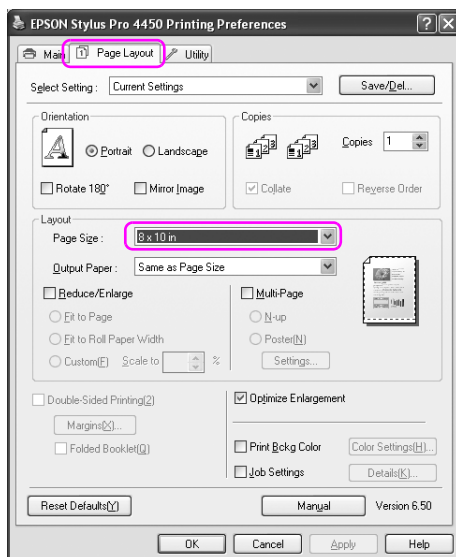 EPSON Stylus Pro 4450 Printing Preferences
Main Page Layout Utility
Select Setting : Current Settings Save/Del...
Orientation Copies
Portrait Landscape Copies 1
Rotate 180° Mirror Image Collate Reverse Order
Layout
Page Size : 8 x 10 in
Output Paper : Same as Page Size
Reduce/Enlarge Multi-Page
Fit to Page N-up
Fit to Roll Paper Width Poster(N)
Custom(F) Scale to % Settings...
Double-Sided Printing(2) Optimize Enlargement
Margins(X)...
Folded Booklet(Q) Print Bckg Color Color Settings(H)...
Job Settings Details(K)...
Reset Defaults(Y) Manual Version 6.50
OK Cancel Apply Help